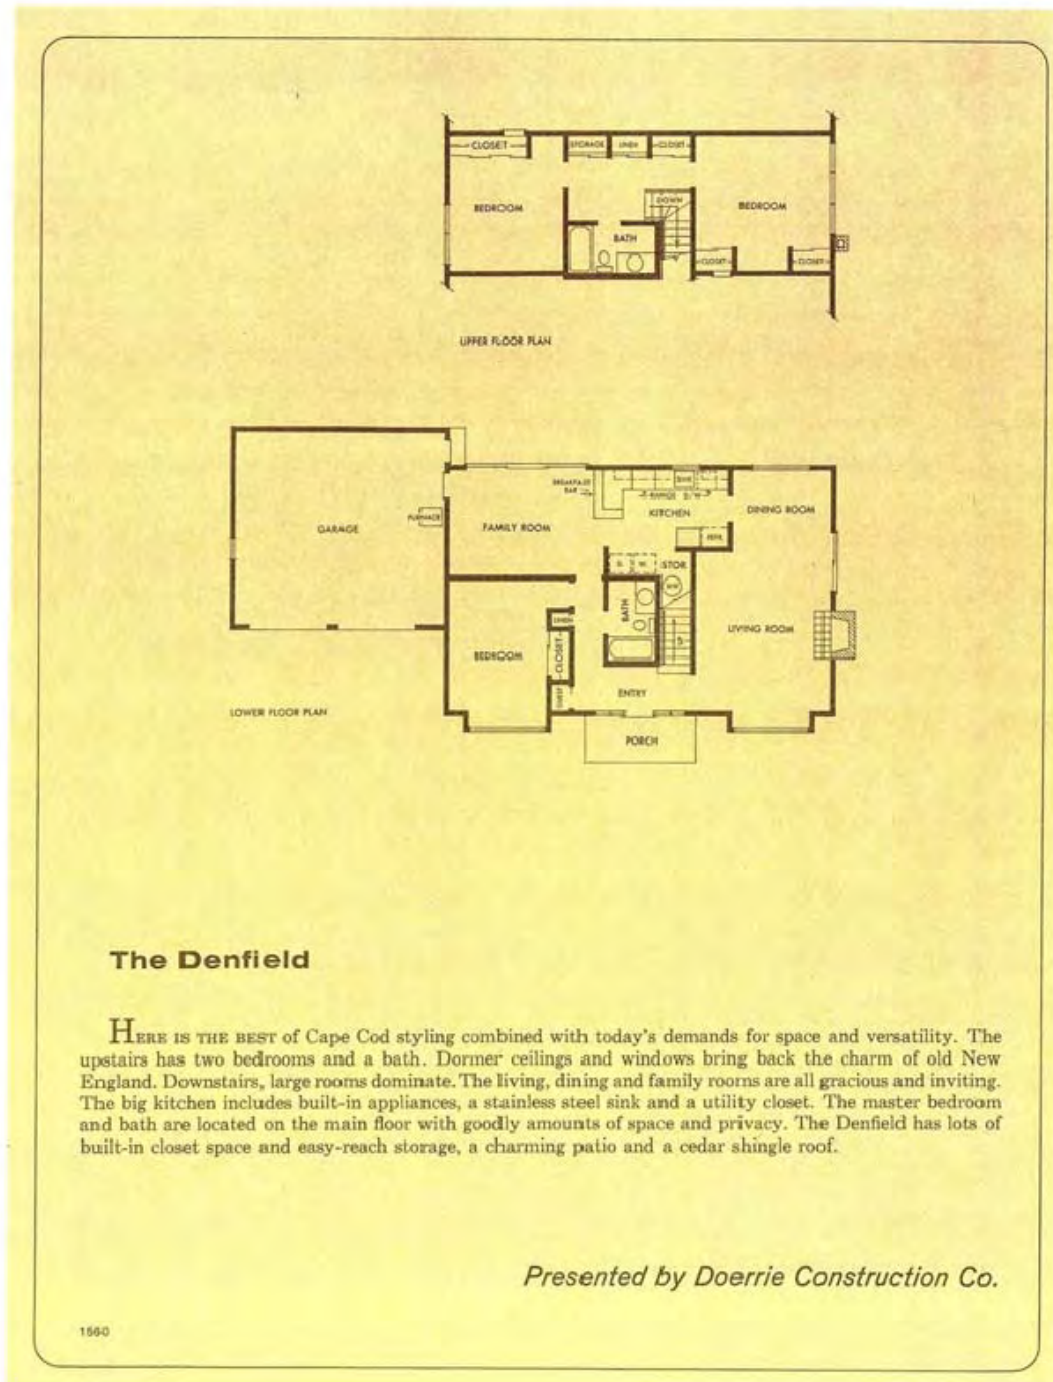 CLOSET
STORAGE LINEN CLOSET
BEDROOM
DOWN
BEDROOM
BATH
CLOSET CLOSET
UPPER FLOOR PLAN
BREAKFAST
BAR
SINK
RANGE D/W
KITCHEN
DINING ROOM
FURNACE
GARAGE
FAMILY ROOM
REFR.
D. W.
STOR
BATH
LINEN
CLOSET
BEDROOM
LIVING ROOM
GUEST
ENTRY
LOWER FLOOR PLAN
PORCH
The Denfield
HERE IS THE BEST of Cape Cod styling combined with today's demands for space and versatility. The
upstairs has two bedrooms and a bath. Dormer ceilings and windows bring back the charm of old New
England. Downstairs, large rooms dominate. The living, dining and family rooms are all gracious and inviting.
The big kitchen includes built-in appliances, a stainless steel sink and a utility closet. The master bedroom
and bath are located on the main floor with goodly amounts of space and privacy. The Denfield has lots of
built-in closet space and easy-reach storage, a charming patio and a cedar shingle roof.
Presented by Doerrie Construction Co.
1560